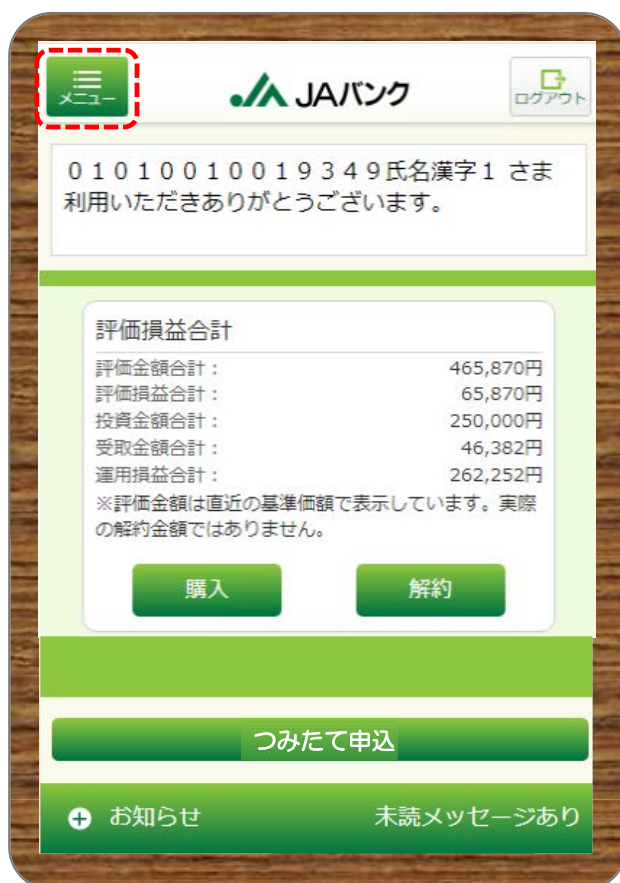 メニュー
JAバンク
ログアウト
０１０１００１００１９３４９氏名漢字１ さま
利用いただきありがとうございます。
評価損益合計
評価金額合計： 465,870円
評価損益合計： 65,870円
投資金額合計： 250,000円
受取金額合計： 46,382円
運用損益合計： 262,252円
※評価金額は直近の基準価額で表示しています。実際
の解約金額ではありません。
購入 解約
つみたて申込
お知らせ 未読メッセージあり